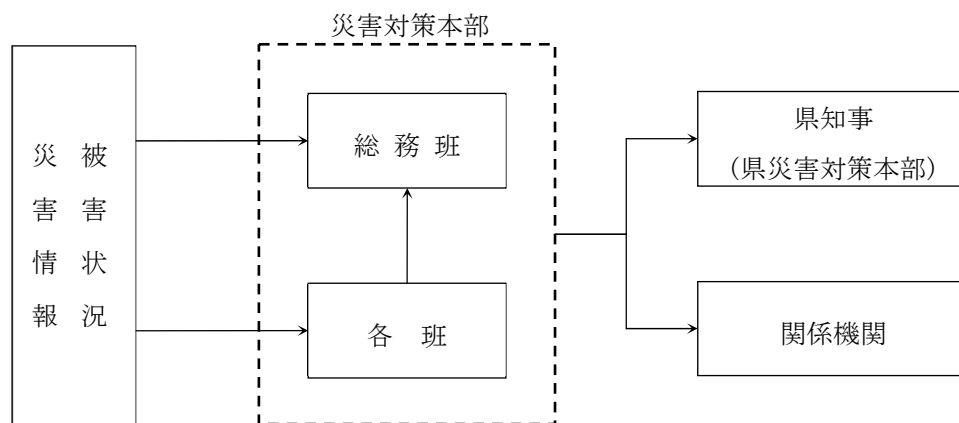 災害対策本部
被害状況
災害情報
総務班
各班
県知事
（県災害対策本部）
関係機関